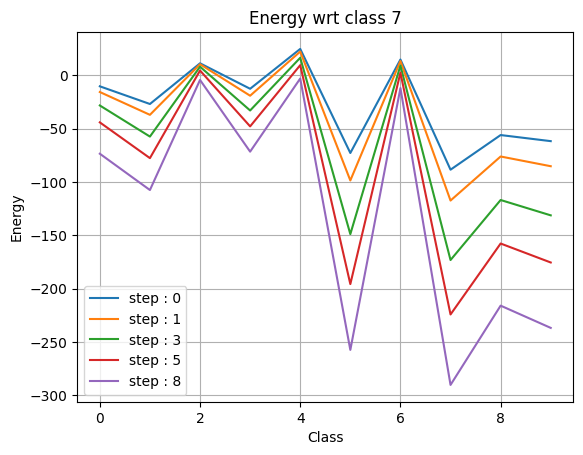 Energy wrt class 7
Energy
0
−50
−100
−150
−200
−250
−300
step : 0
step : 1
step : 3
step : 5
step : 8
0
2
4
6
8
Class